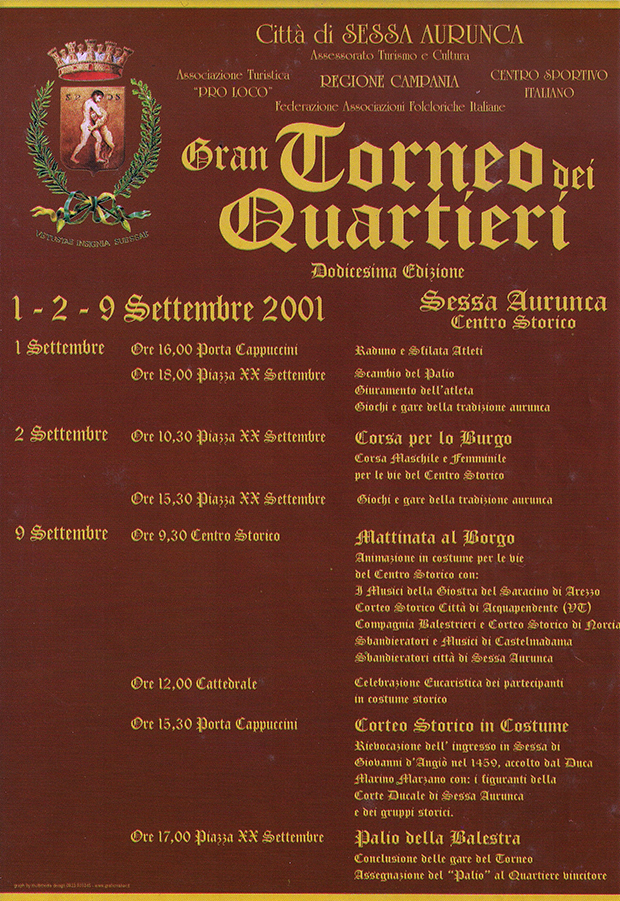 Città di SESSA AURUNCA
Assessorato Turismo e Cultura
Associazione Turistica
"PRO LOCO"
REGIONE CAMPANIA
CENTRO SPORTIVO
ITALIANO
Federazione Associazioni Folcloriche Italiane
S P Q S
VETUSTAS INSIGNIA SUESSAE
Gran Torneo dei
Quartieri
Dodicesima Edizione
1 - 2 - 9 Settembre 2001
Sessa Aurunca
Centro Storico
1 Settembre Ore 16,00 Porta Cappuccini Raduno e Sfilata Atleti
Ore 18,00 Piazza XX Settembre Scambio del Palio
Giuramento dell'atleta
Giochi e gare della tradizione aurunca
2 Settembre Ore 10,30 Piazza XX Settembre Corsa per lo Burgo
Corsa Maschile e Femminile
per le vie del Centro Storico
Ore 15,30 Piazza XX Settembre Giochi e gare della tradizione aurunca
9 Settembre Ore 9,30 Centro Storico Mattinata al Borgo
Animazione in costume per le vie
del Centro Storico con:
I Musici della Giostra del Saracino di Arezzo
Corteo Storico Città di Acquapendente (VT)
Compagnia Balestrieri e Corteo Storico di Norcia
Sbandieratori e Musici di Castelmadama
Sbandieratori città di Sessa Aurunca
Ore 12,00 Cattedrale Celebrazione Eucaristica dei partecipanti
in costume storico
Ore 15,30 Porta Cappuccini Corteo Storico in Costume
Rievocazione dell' ingresso in Sessa di
Giovanni d'Angiò nel 1459, accolto dal Duca
Marino Marzano con: i figuranti della
Corte Ducale di Sessa Aurunca
e dei gruppi storici.
Ore 17,00 Piazza XX Settembre Palio della Balestra
Conclusione delle gare del Torneo
Assegnazione del "Palio" al Quartiere vincitore
graph by multimedia design